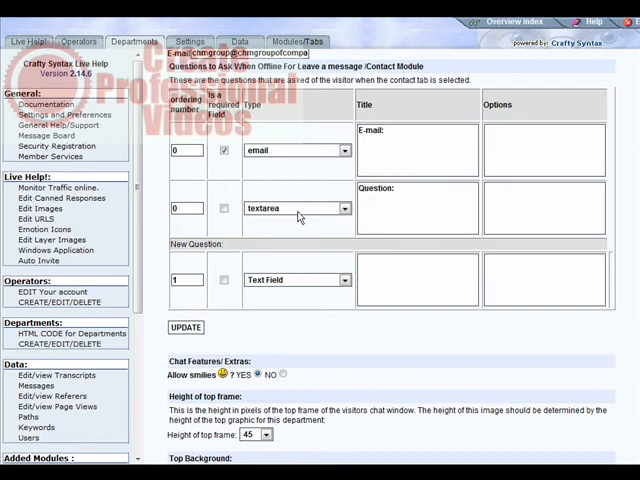 Overview index
Help
Exit
Live Help!
Operators
Departments
Settings
Data
Modules/Tabs
powered by: Crafty Syntax
Create
Professional
Videos
Crafty Syntax Live Help
Version 2.14.6
General:
Documentation
Settings and Preferences
General Help/Support
Message Board
Security Registration
Member Services
Live Help!:
Monitor Traffic online.
Edit Canned Responses
Edit Images
Edit URLS
Emotion Icons
Edit Layer Images
Windows Application
Auto Invite
Operators:
EDIT Your account
CREATE/EDIT/DELETE
Departments:
HTML CODE for Departments
CREATE/EDIT/DELETE
Data:
Edit/view Transcripts
Messages
Edit/view Referers
Edit/view Page Views
Paths
Keywords
Users
Added Modules :
E-mail chmgroup@chmgroupofcompa
Questions to Ask When Offline For Leave a message /Contact Module
These are the questions that are asked of the visitor when the contact tab is selected.
ordering number
Is a required Field
Type
Title
Options
0
email
E-mail:
0
textarea
Question:
New Question:
1
Text Field
UPDATE
Chat Features/ Extras:
Allow smilies ? YES NO
Height of top frame:
This is the height in pixels of the top frame of the visitors chat window. The height of this image should be determined by the
height of the top graphic for this department:
Height of top frame: 45
Top Background: